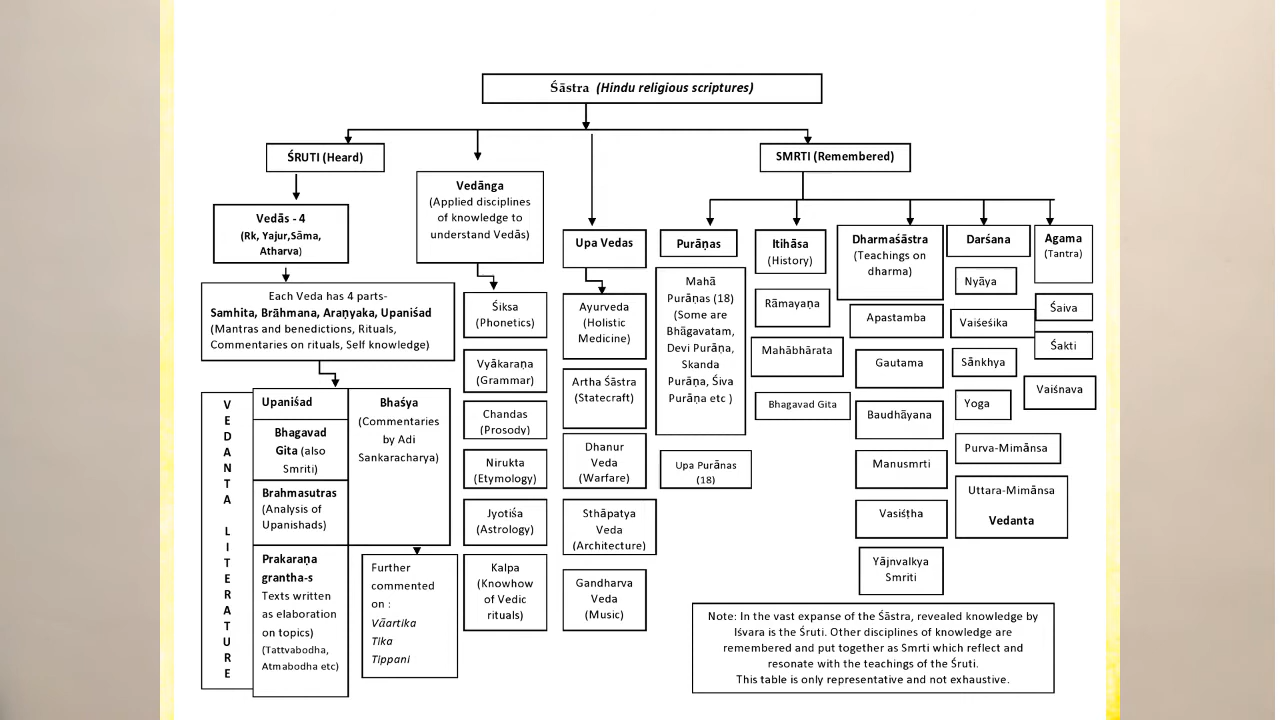 Śāstra (Hindu religious scriptures)
ŚRUTI (Heard)
SMRTI (Remembered)
Vedās - 4
(Rk, Yajur,Sāma,
Atharva)
Each Veda has 4 parts-
Samhita, Brāhmana, Araṇyaka, Upaniśad
(Mantras and benedictions, Rituals,
Commentaries on rituals, Self knowledge)
VEDANTA LITERATURE
Upaniśad
Bhagavad
Gita (also
Smriti)
Brahmasutras
(Analysis of
Upanishads)
Prakaraṇa
grantha-s
Texts written
as elaboration
on topics)
(Tattvabodha,
Atmabodha etc)
Bhaśya
(Commentaries
by Adi
Sankaracharya)
Further
commented
on :
Vāartika
Tika
Tippani
Vedānga
(Applied disciplines
of knowledge to
understand Vedās)
Śiksa
(Phonetics)
Vyākaraṇa
(Grammar)
Chandas
(Prosody)
Nirukta
(Etymology)
Jyotiśa
(Astrology)
Kalpa
(Knowhow
of Vedic
rituals)
Upa Vedas
Ayurveda
(Holistic
Medicine)
Artha Śāstra
(Statecraft)
Dhanur
Veda
(Warfare)
Sthāpatya
Veda
(Architecture)
Gandharva
Veda
(Music)
Purāṇas
Mahā
Purāṇas (18)
(Some are
Bhāgavatam,
Devi Purāṇa,
Skanda
Purāṇa, Śiva
Purāṇa etc )
Upa Purānas
(18)
Itihāsa
(History)
Rāmayaṇa
Mahābhārata
Bhagavad Gita
Dharmaśāstra
(Teachings on
dharma)
Apastamba
Gautama
Baudhāyana
Manusmrti
Vasiśṭha
Yājnvalkya
Smriti
Darśana
Nyāya
Vaiśeśika
Sānkhya
Yoga
Purva-Mimānsa
Uttara-Mimānsa
Vedanta
Agama
(Tantra)
Śaiva
Śakti
Vaiśnava
Note: In the vast expanse of the Śāstra, revealed knowledge by
Iśvara is the Śruti. Other disciplines of knowledge are
remembered and put together as Smrti which reflect and
resonate with the teachings of the Śruti.
This table is only representative and not exhaustive.